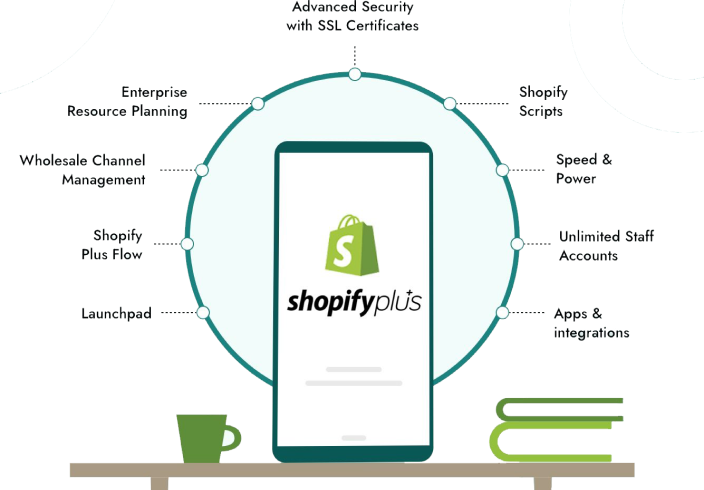 Advanced Security
with SSL Certificates
Enterprise
Resource Planning
Shopify
Scripts
Wholesale Channel
Management
Speed &
Power
Shopify
Plus Flow
Unlimited Staff
Accounts
Launchpad
Apps &
integrations
S
shopifyplus